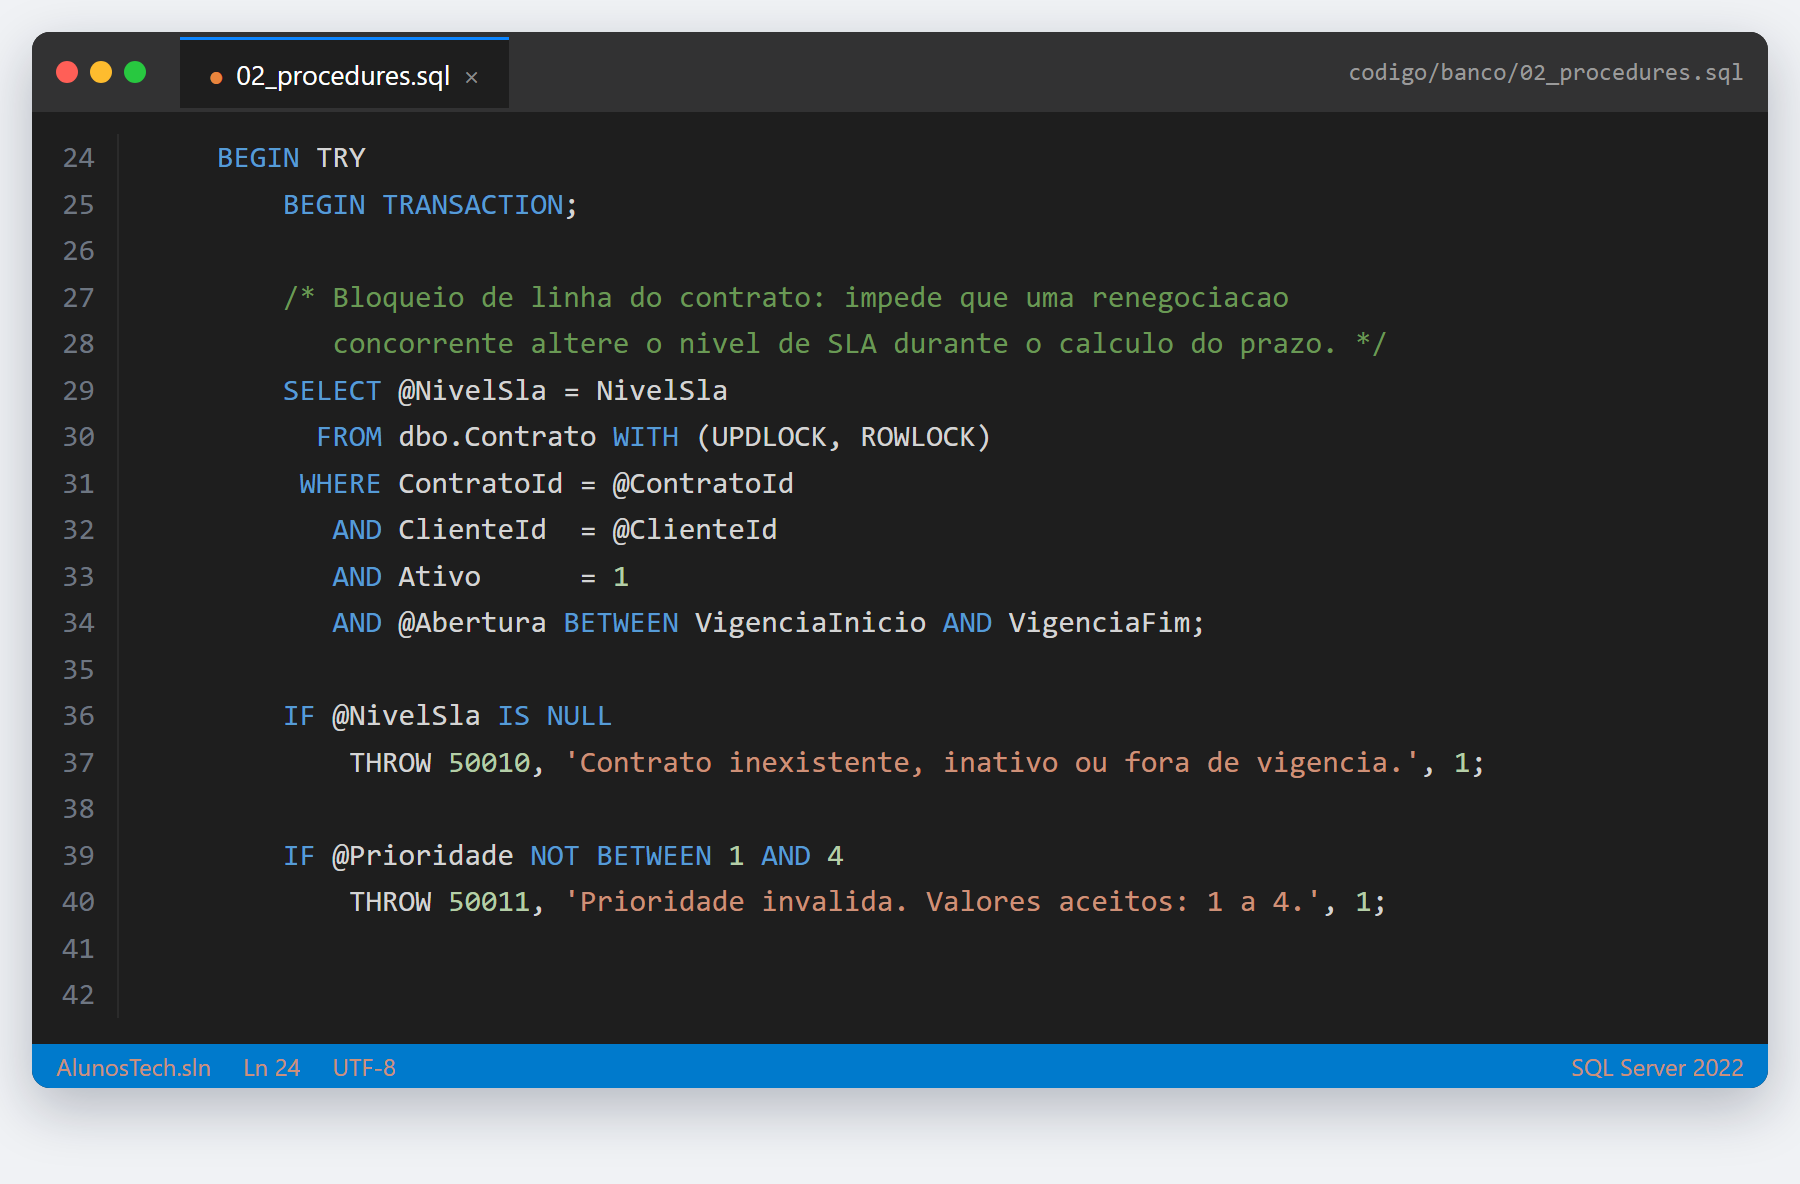 02_procedures.sql ×
codigo/banco/02_procedures.sql
24 BEGIN TRY
25 BEGIN TRANSACTION;
26
27 /* Bloqueio de linha do contrato: impede que uma renegociacao
28 concorrente altere o nivel de SLA durante o calculo do prazo. */
29 SELECT @NivelSla = NivelSla
30 FROM dbo.Contrato WITH (UPDLOCK, ROWLOCK)
31 WHERE ContratoId = @ContratoId
32 AND ClienteId  = @ClienteId
33 AND Ativo      = 1
34 AND @Abertura BETWEEN VigenciaInicio AND VigenciaFim;
35
36 IF @NivelSla IS NULL
37 THROW 50010, 'Contrato inexistente, inativo ou fora de vigencia.', 1;
38
39 IF @Prioridade NOT BETWEEN 1 AND 4
40 THROW 50011, 'Prioridade invalida. Valores aceitos: 1 a 4.', 1;
41
42
AlunosTech.sln Ln 24 UTF-8 SQL Server 2022